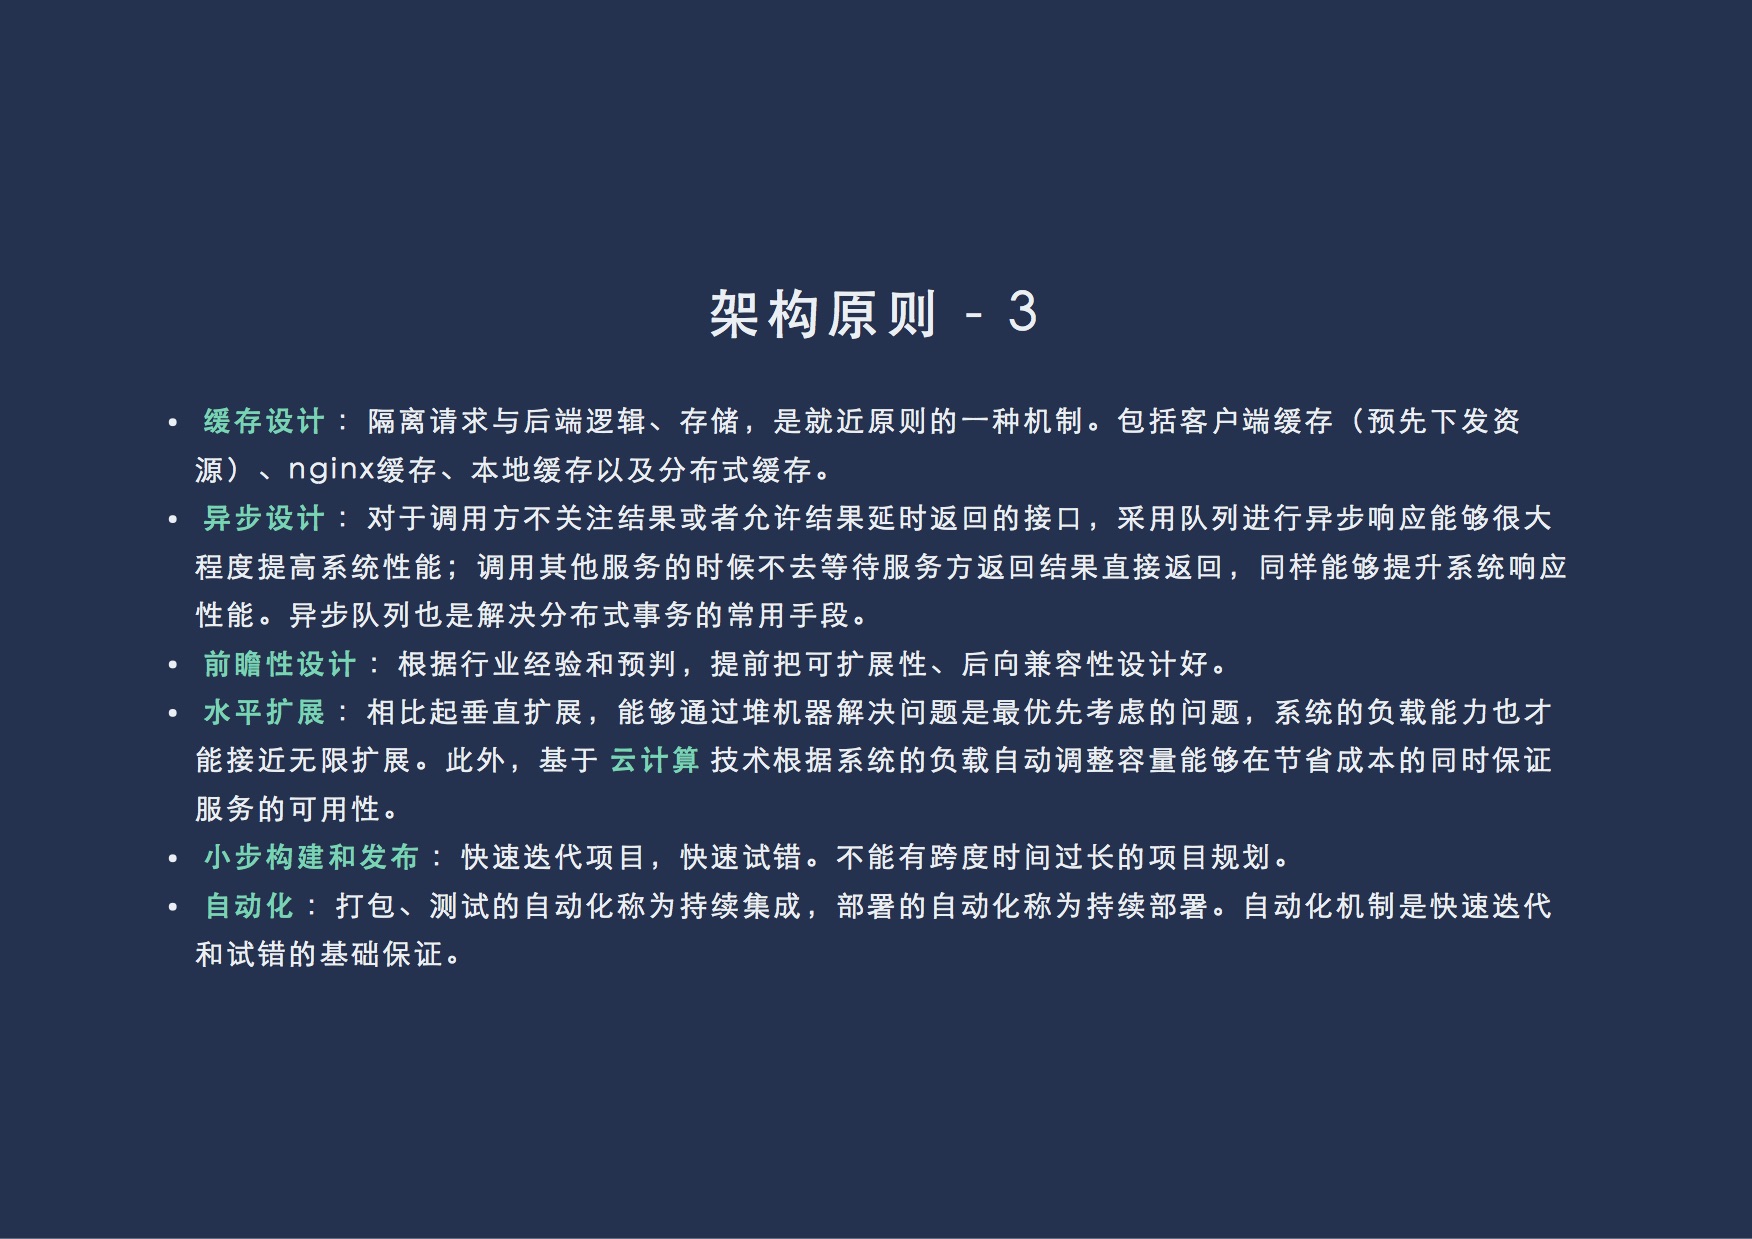 架构原则 - 3
• 缓存设计：隔离请求与后端逻辑、存储，是就近原则的一种机制。包括客户端缓存（预先下发资
源）、nginx缓存、本地缓存以及分布式缓存。
• 异步设计：对于调用方不关注结果或者允许结果延时返回的接口，采用队列进行异步响应能够很大
程度提高系统性能；调用其他服务的时候不去等待服务方返回结果直接返回，同样能够提升系统响应
性能。异步队列也是解决分布式事务的常用手段。
• 前瞻性设计：根据行业经验和预判，提前把可扩展性、后向兼容性设计好。
• 水平扩展：相比起垂直扩展，能够通过堆机器解决问题是最优先考虑的问题，系统的负载能力也才
能接近无限扩展。此外，基于 云计算 技术根据系统的负载自动调整容量能够在节省成本的同时保证
服务的可用性。
• 小步构建和发布：快速迭代项目，快速试错。不能有跨度时间过长的项目规划。
• 自动化：打包、测试的自动化称为持续集成，部署的自动化称为持续部署。自动化机制是快速迭代
和试错的基础保证。